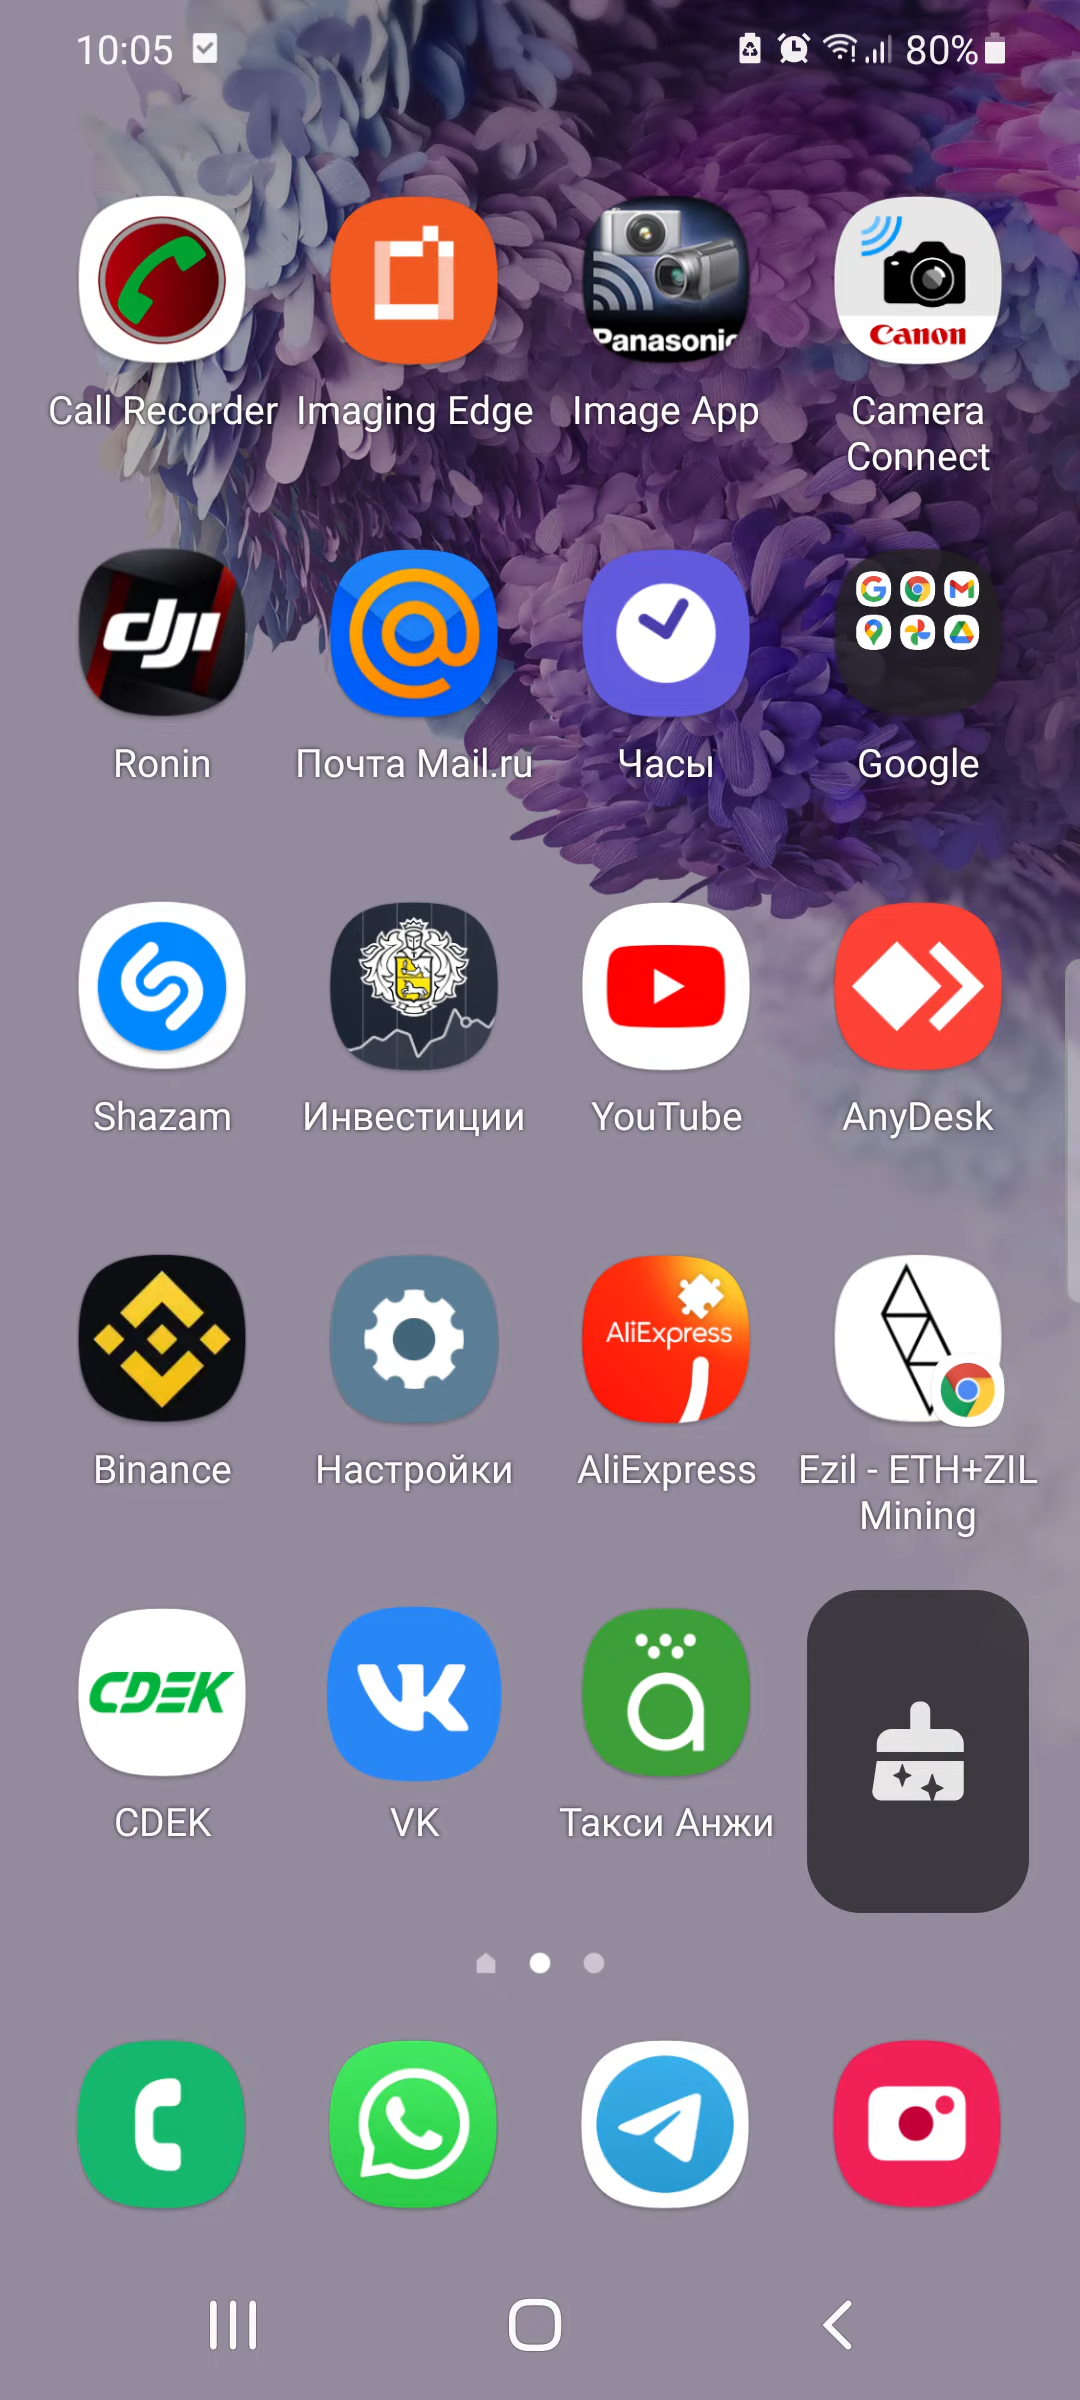 10:05 80%
Panasonic
Canon
Call Recorder Imaging Edge Image App Camera
Connect
dji
Ronin Почта Mail.ru Часы Google
Shazam Инвестиции YouTube AnyDesk
AliExpress
Binance Настройки AliExpress Ezil - ETH+ZIL
Mining
CDEK
CDEK VK Такси Анжи